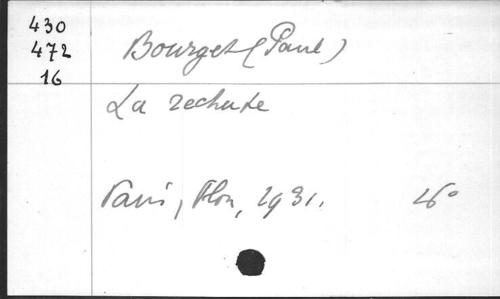 430
472
16
Bourget (Paul)
La rechute
Paris, Plon, 1931. 16°